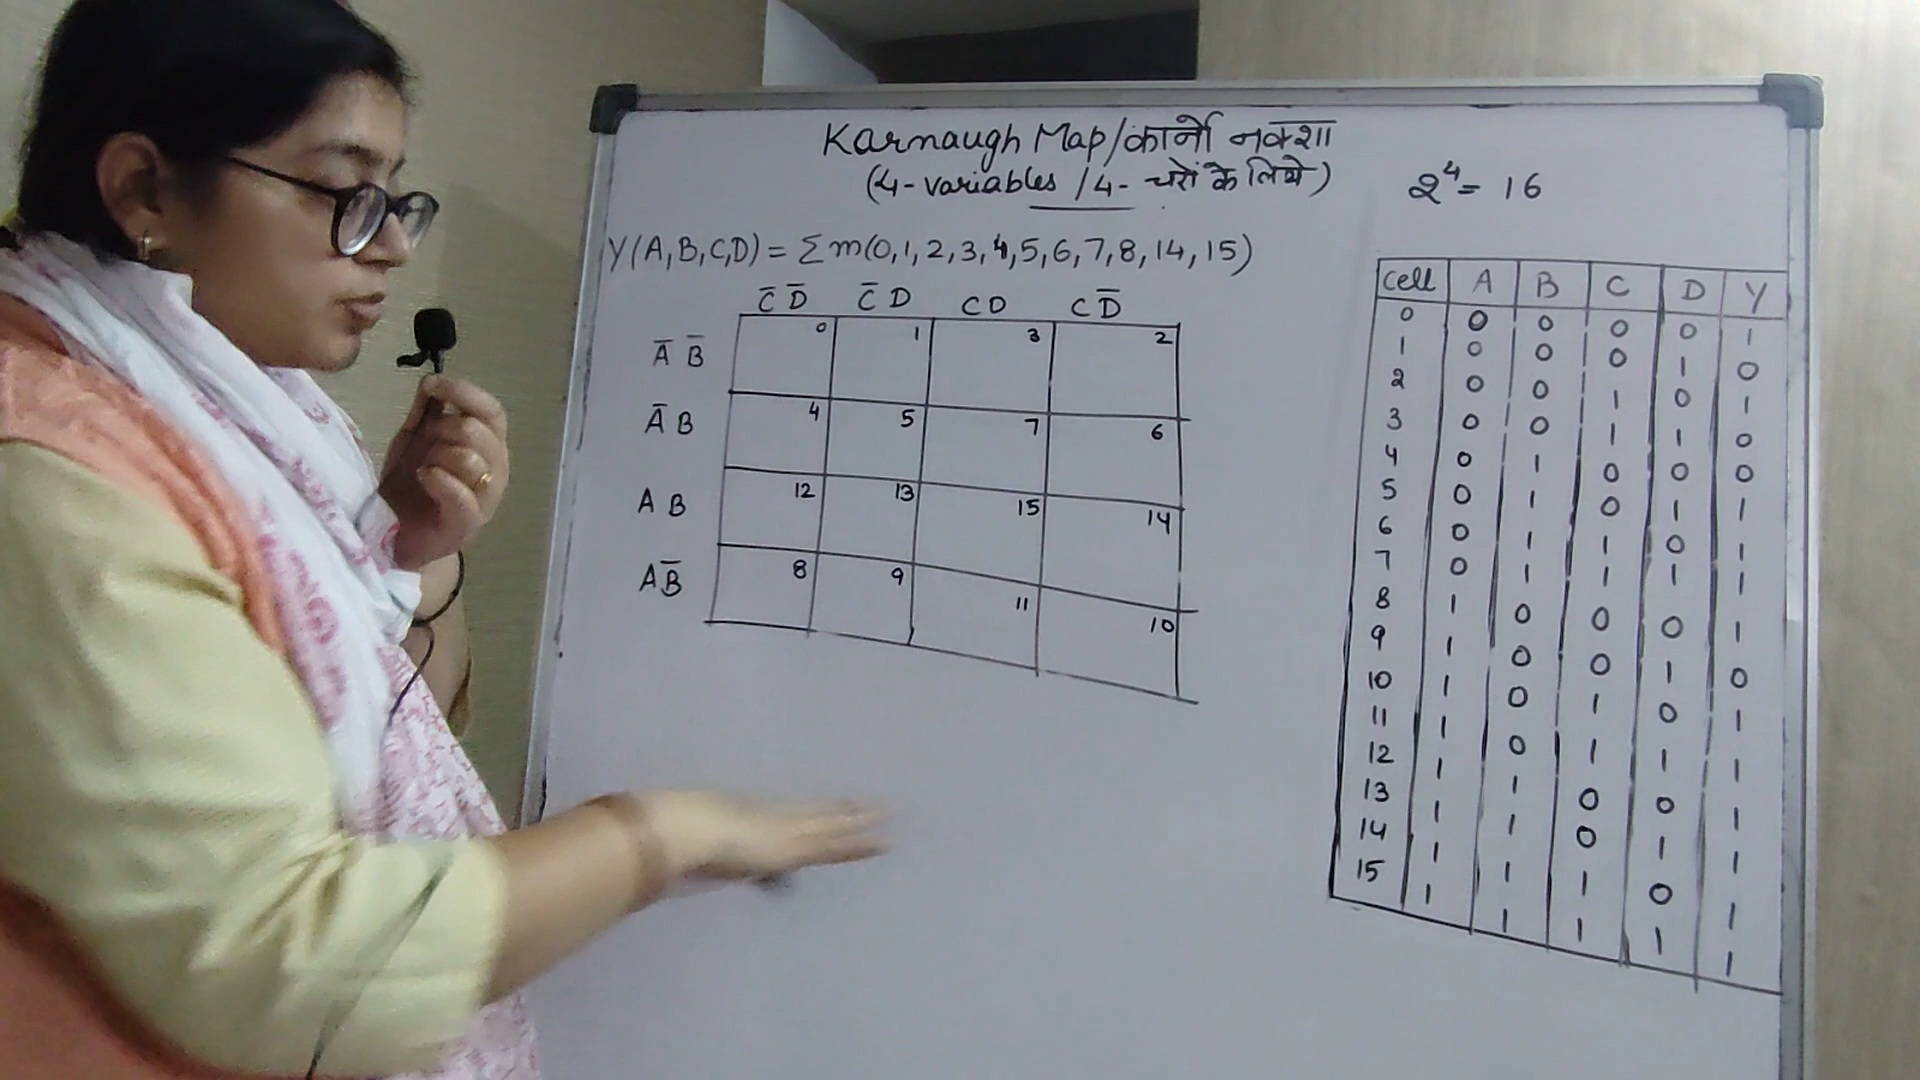 Karnaugh Map/कार्नो नक्शा
(4-variables /4- चरों के लिये)
2⁴= 16
Y(A,B,C,D) = Σm(0,1,2,3,4,5,6,7,8,14,15)
C̅ D̅ C̅ D C D C D̅
A̅ B̅ 0 1 3 2
A̅ B 4 5 7 6
A B 12 13 15 14
A B̅ 8 9 11 10
Cell A B C D Y
0 0 0 0 0 1
1 0 0 0 1 0
2 0 0 1 0 1
3 0 0 1 1 0
4 0 1 0 0 0
5 0 1 0 1 1
6 0 1 1 0 1
7 0 1 1 1 1
8 1 0 0 0 1
9 1 0 0 1 0
10 1 0 1 0 1
11 1 0 1 1 1
12 1 1 0 0 1
13 1 1 0 1 1
14 1 1 1 0 1
15 1 1 1 1 1